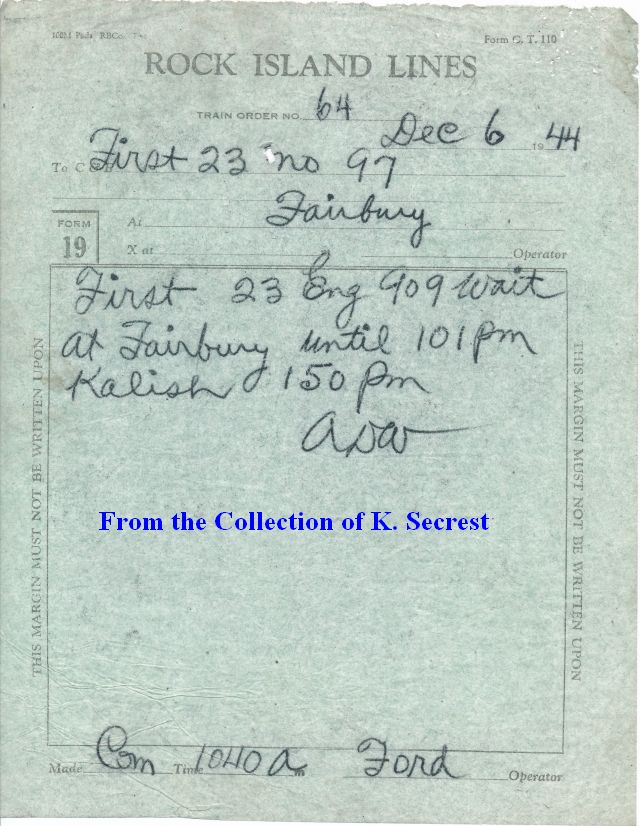 100M Pads RBCo. Form G. T. 110
ROCK ISLAND LINES
TRAIN ORDER NO. 64
Dec 6 1944
To C&E First 23 no 97
At Fairbury
FORM
19
X at Operator
First 23 Eng 909 Wait
at Fairbury until 101 pm
Kalish 150 pm
ADW
From the Collection of K. Secrest
THIS MARGIN MUST NOT BE WRITTEN UPON
THIS MARGIN MUST NOT BE WRITTEN UPON
Made Com Time 1040 a m Ford Operator